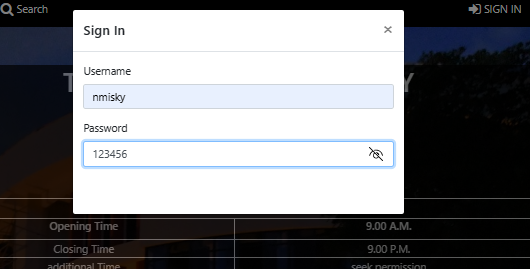 Search
SIGN IN
Sign In
×
Username
nmisky
Password
123456
Opening Time 9.00 A.M.
Closing Time 9.00 P.M.
additional Time seek permission